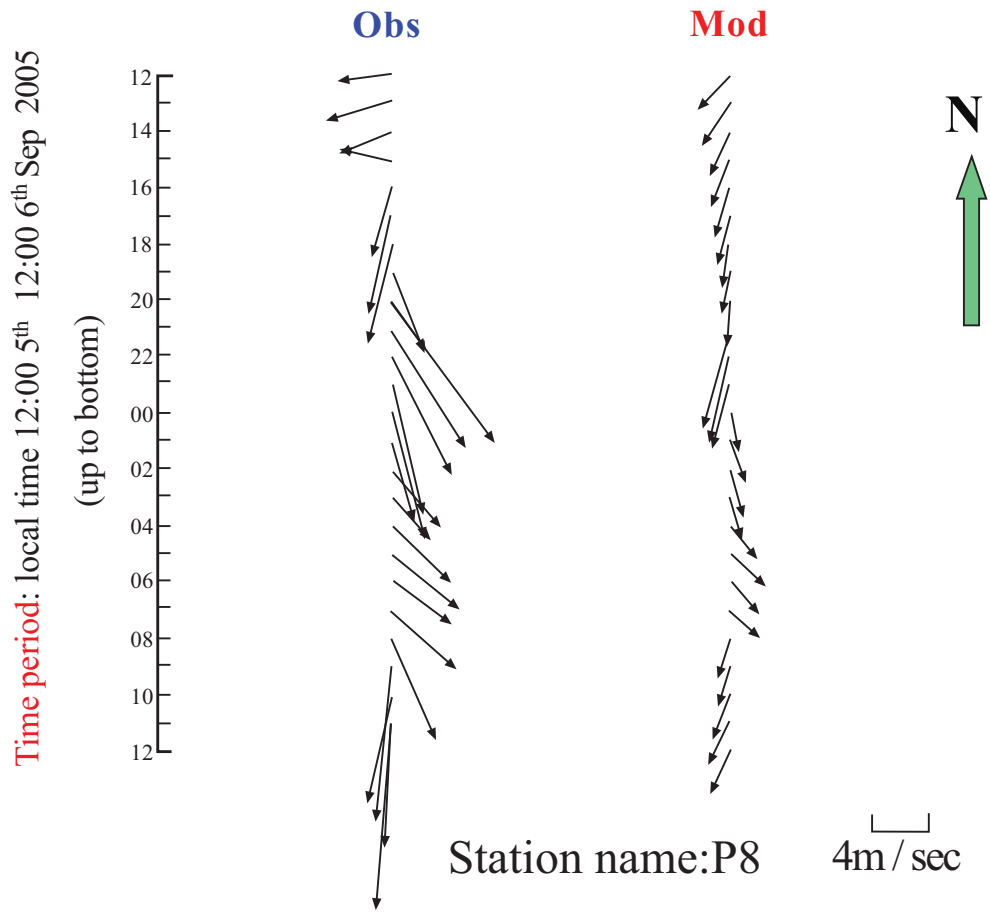 Obs
Mod
N
12
14
16
18
20
22
00
02
04
06
08
10
12
Time period: local time 12:00 5th 12:00 6th Sep 2005
(up to bottom)
Station name:P8
4m / sec